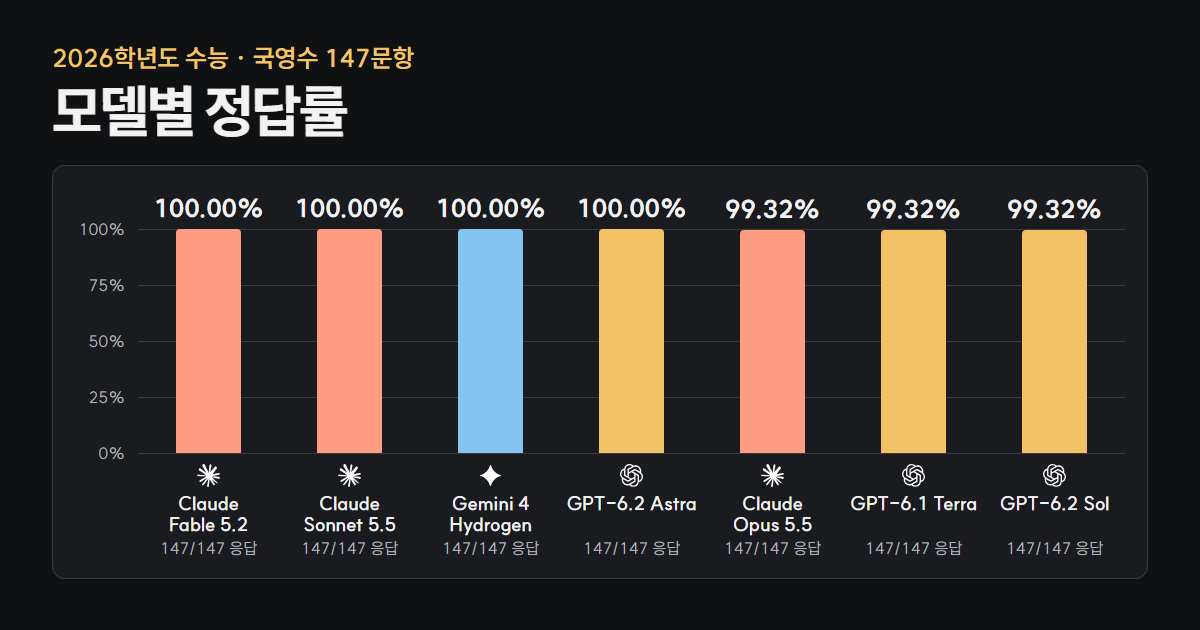 2026학년도 수능 · 국영수 147문항
모델별 정답률
100.00% 100.00% 100.00% 100.00% 99.32% 99.32% 99.32%
100%
75%
50%
25%
0%
Claude Fable 5.2
147/147 응답
Claude Sonnet 5.5
147/147 응답
Gemini 4 Hydrogen
147/147 응답
GPT-6.2 Astra
147/147 응답
Claude Opus 5.5
147/147 응답
GPT-6.1 Terra
147/147 응답
GPT-6.2 Sol
147/147 응답